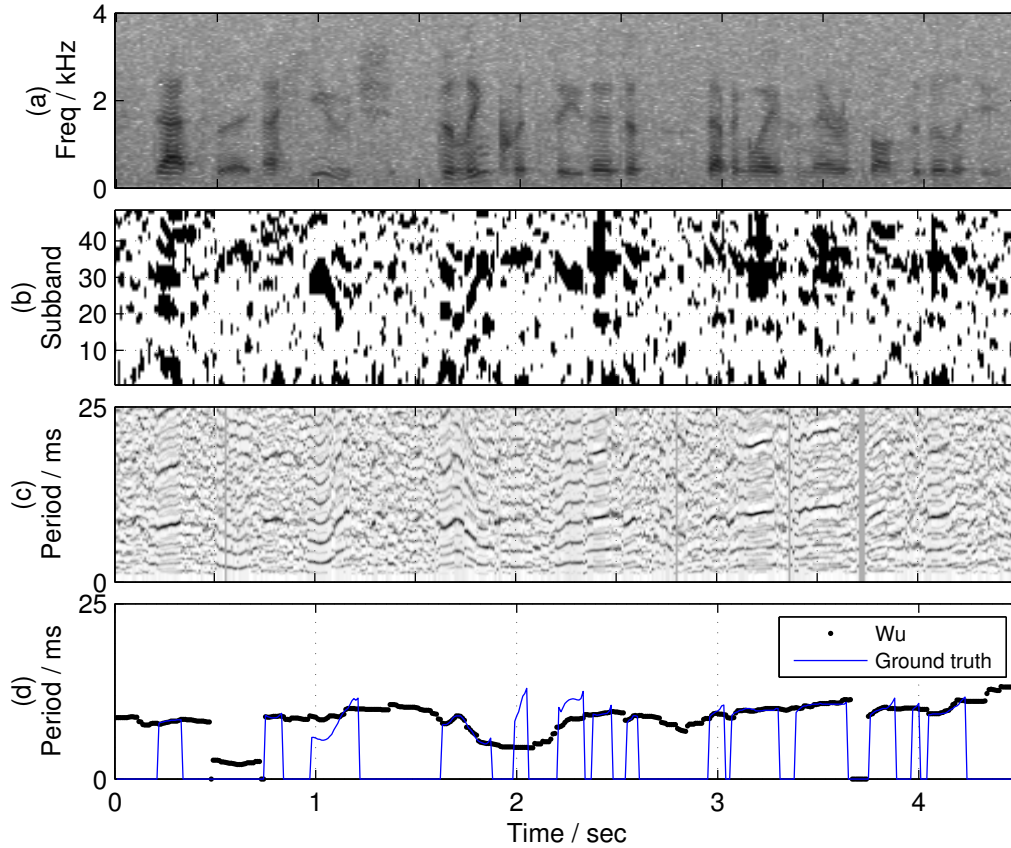 (a)
Freq / kHz
4
2
0
(b)
Subband
40
30
20
10
(c)
Period / ms
25
0
(d)
Period / ms
25
0
Wu
Ground truth
0 1 2 3 4
Time / sec